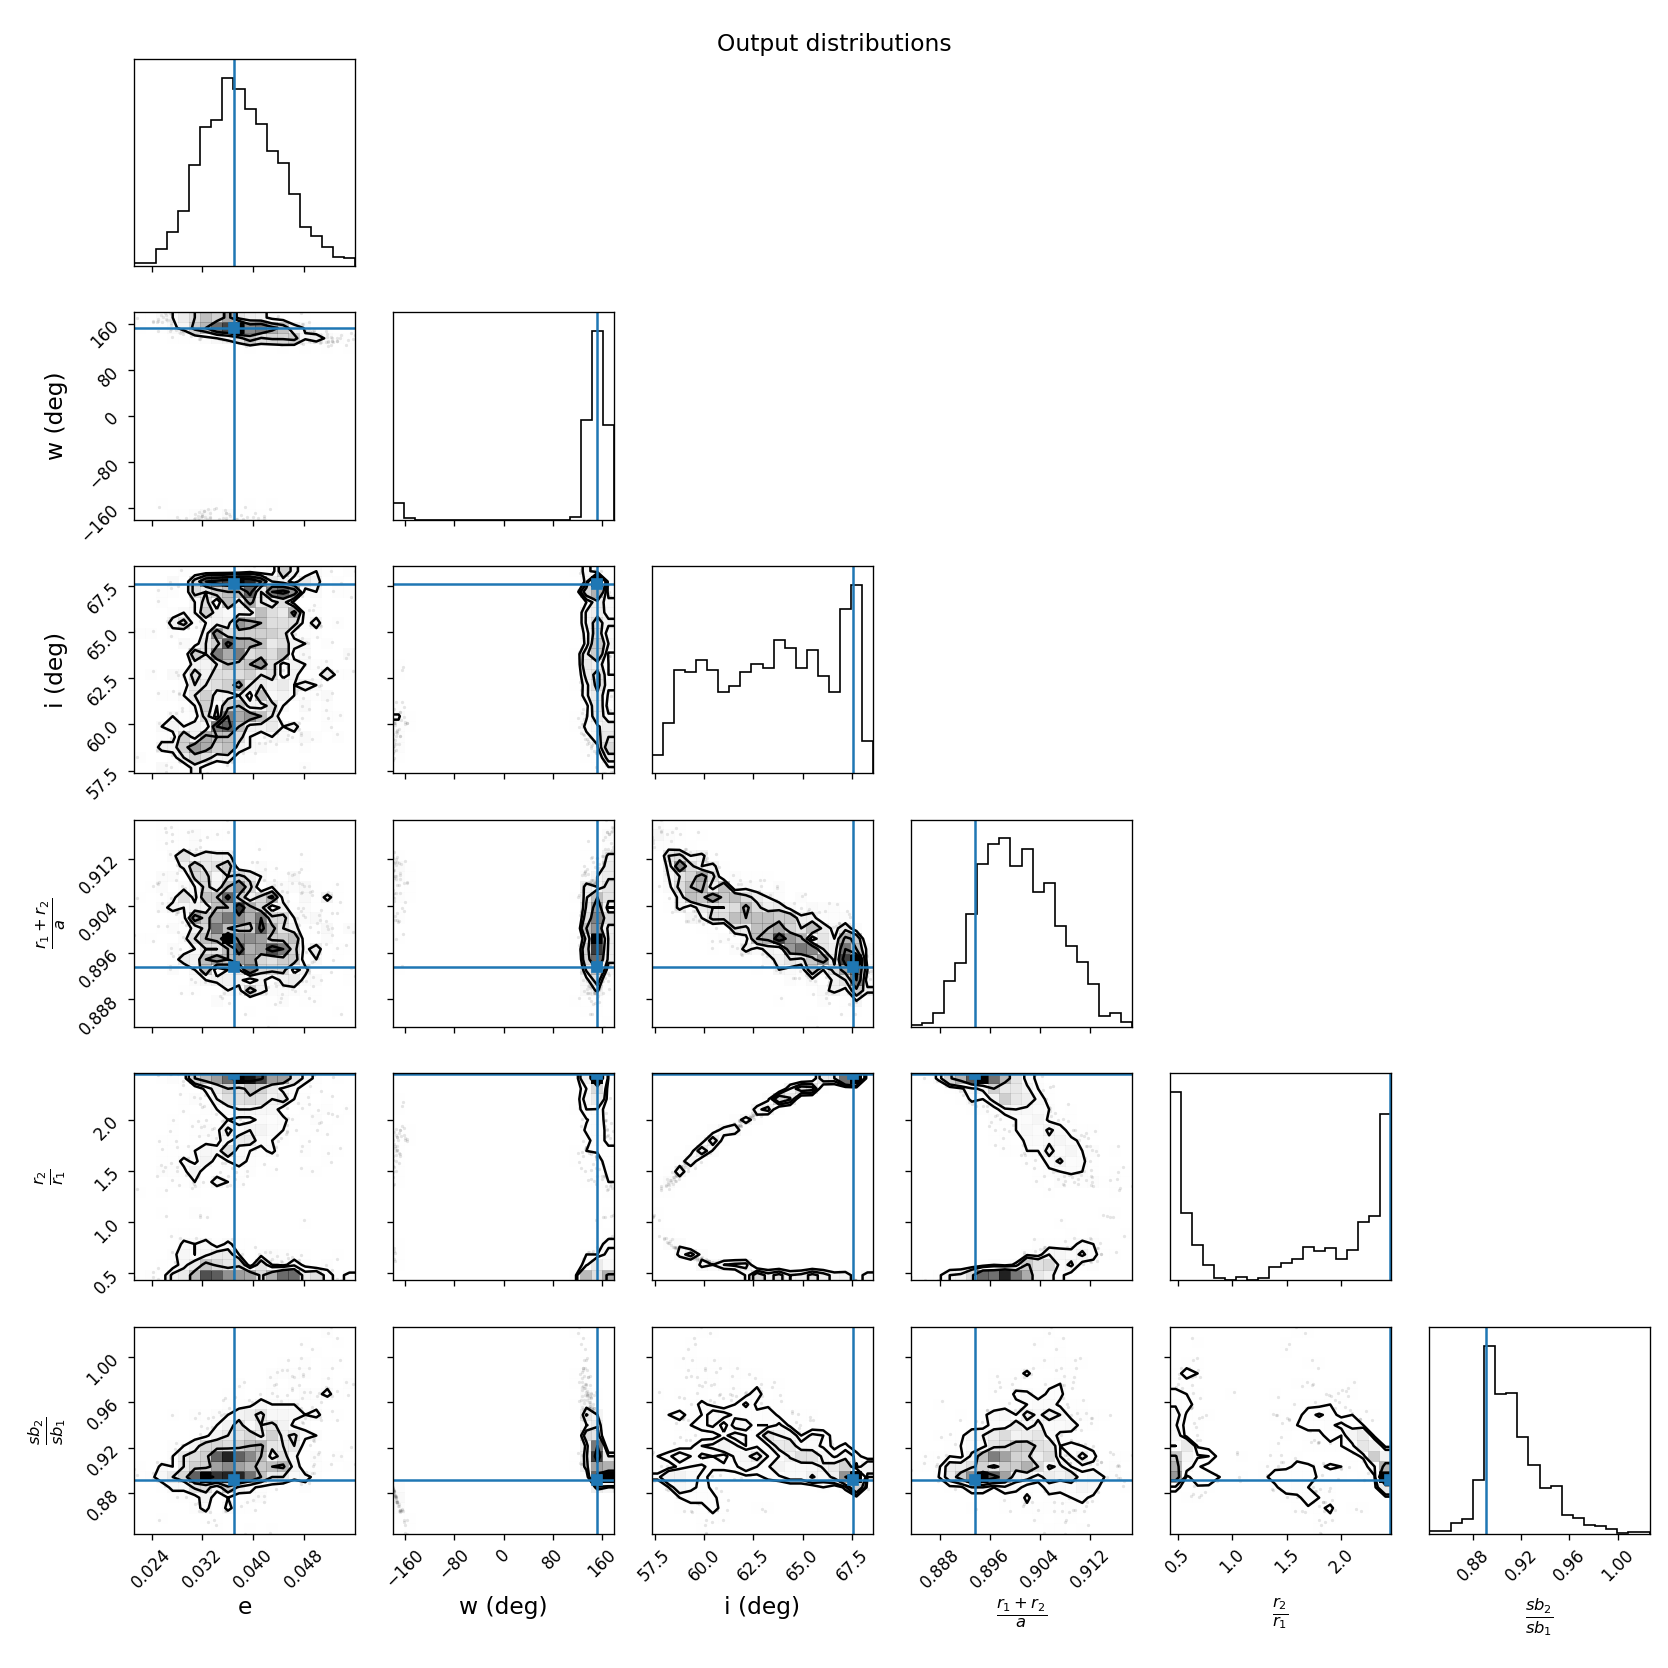 Output distributions
w (deg)
160
80
0
−80
−160
i (deg)
67.5
65.0
62.5
60.0
57.5
r₁ + r₂
a
0.912
0.904
0.896
0.888
r₂
r₁
2.0
1.5
1.0
0.5
sb₂
sb₁
1.00
0.96
0.92
0.88
0.024 0.032 0.040 0.048 −160 −80 0 80 160 57.5 60.0 62.5 65.0 67.5 0.888 0.896 0.904 0.912 0.5 1.0 1.5 2.0 0.88 0.92 0.96 1.00
e w (deg) i (deg)
r₁ + r₂
a
r₂
r₁
sb₂
sb₁